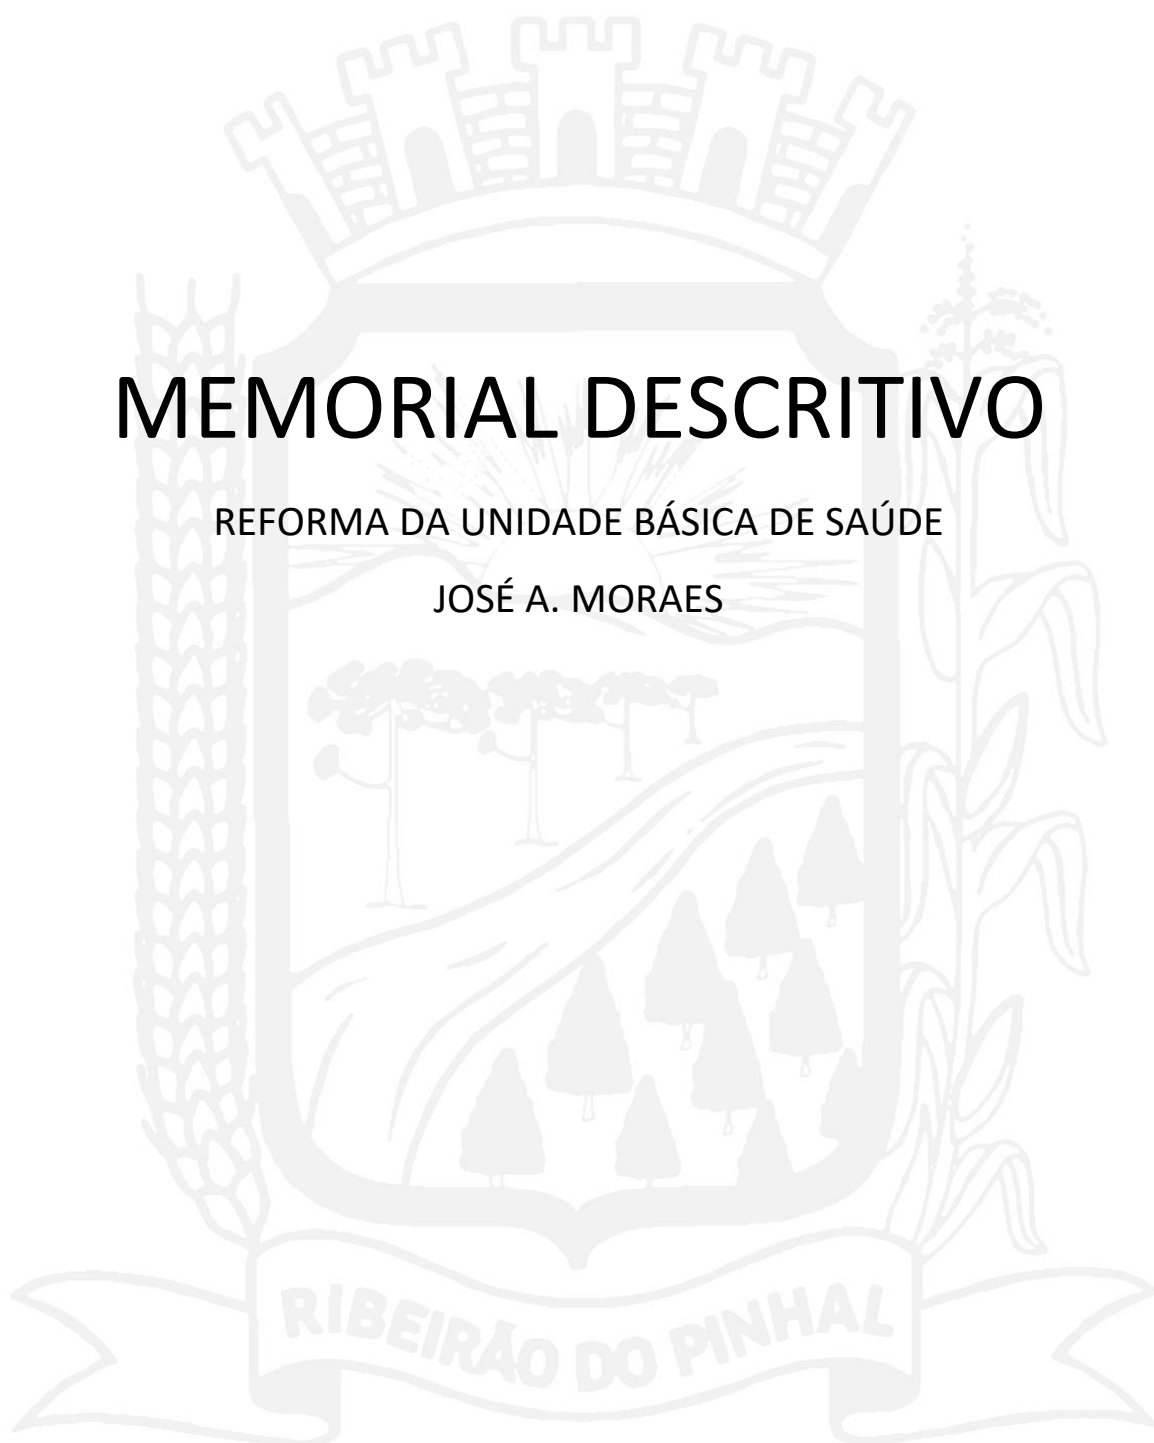 MEMORIAL DESCRITIVO
REFORMA DA UNIDADE BÁSICA DE SAÚDE
JOSÉ A. MORAES
RIBEIRÃO DO PINHAL